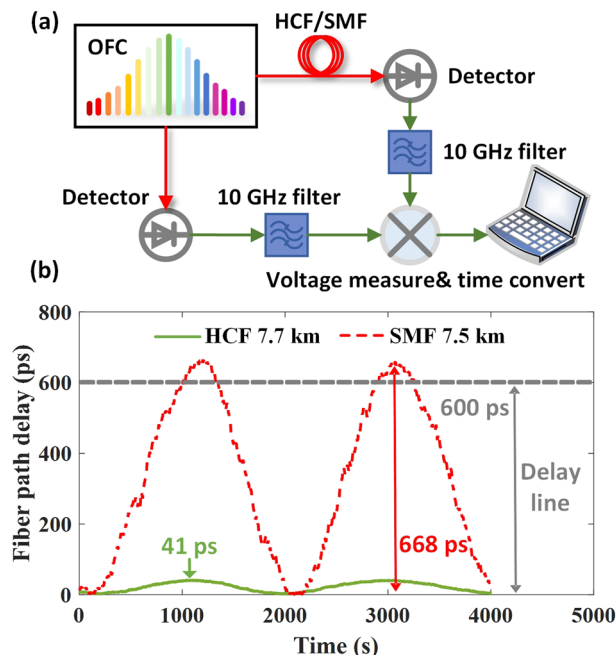 (a)
HCF/SMF
OFC
Detector
10 GHz filter
Detector
10 GHz filter
Voltage measure& time convert
(b)
800
HCF 7.7 km
SMF 7.5 km
600
600 ps
400
Delay
line
200
41 ps
668 ps
0
0
1000
2000
3000
4000
5000
Fiber path delay (ps)
Time (s)